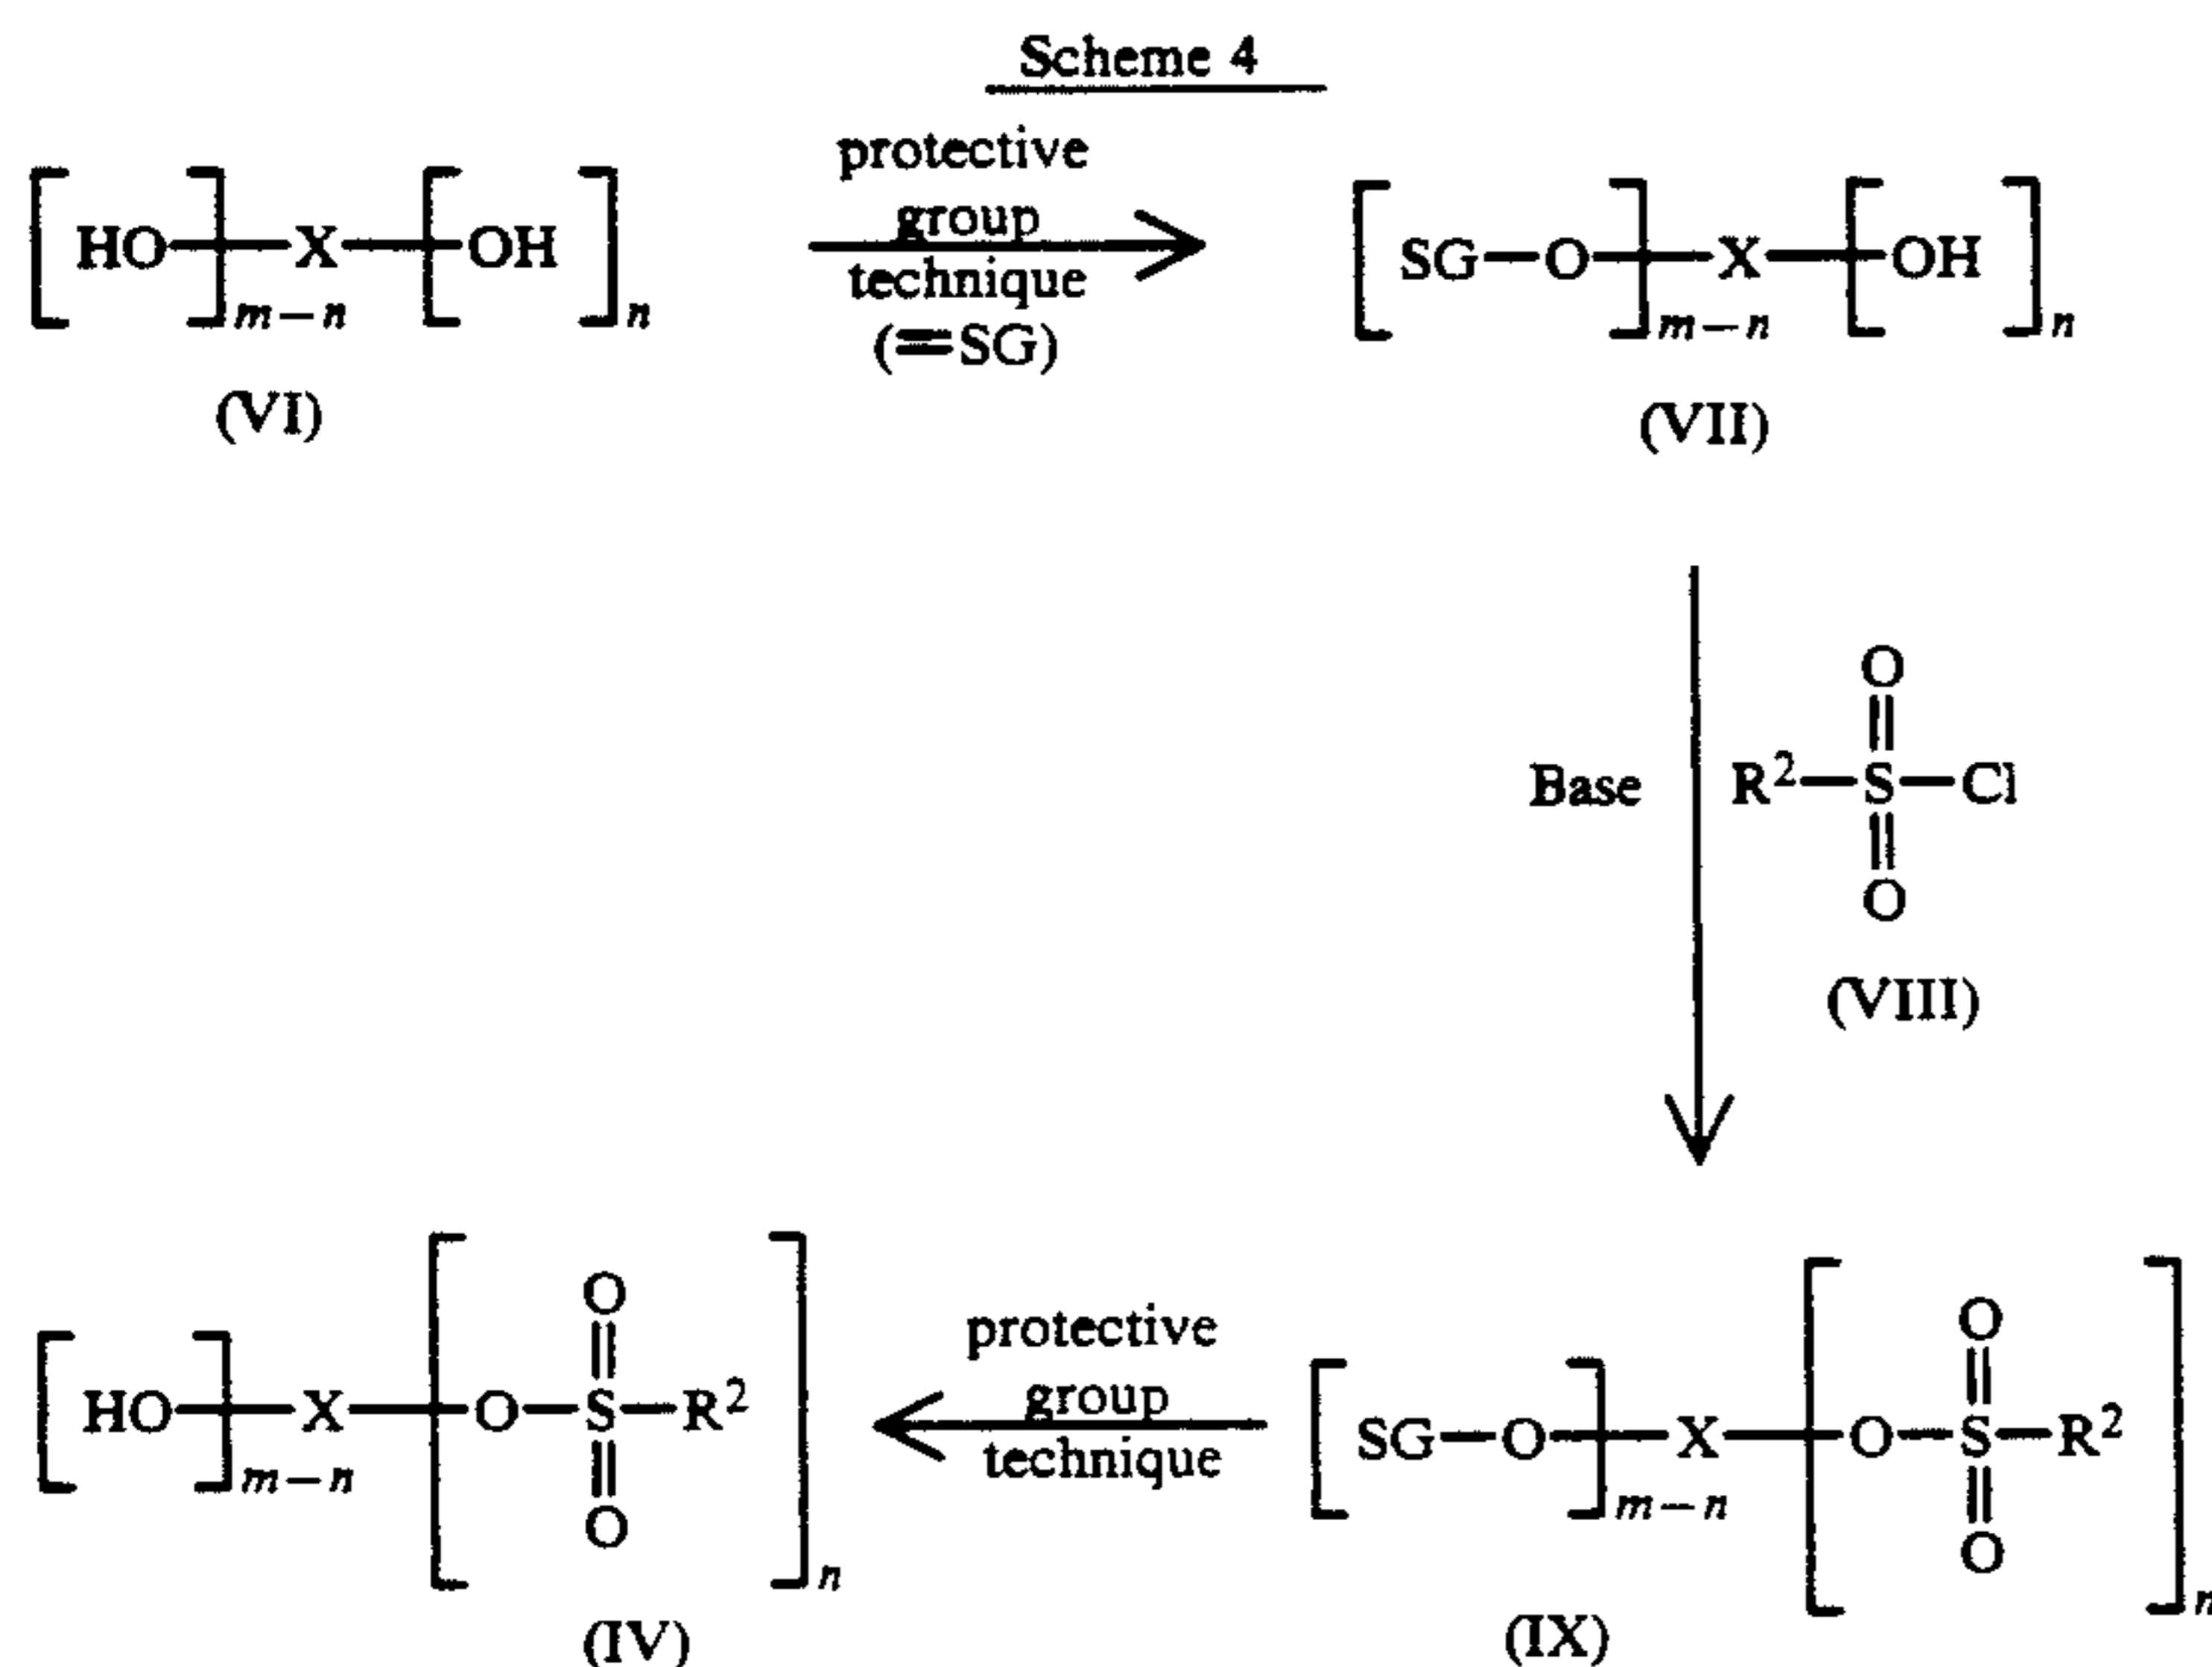 Scheme 4
[HO—]m–n X [—OH]n
(VI)
protective
group
technique
(=SG)
[SG—O—]m–n X [—OH]n
(VII)
Base
O
R2—S—Cl
O
(VIII)
O
[HO—]m–n X [—O—S—R2]n
O
(IV)
protective
group
technique
O
[SG—O—]m–n X [—O—S—R2]n
O
(IX)